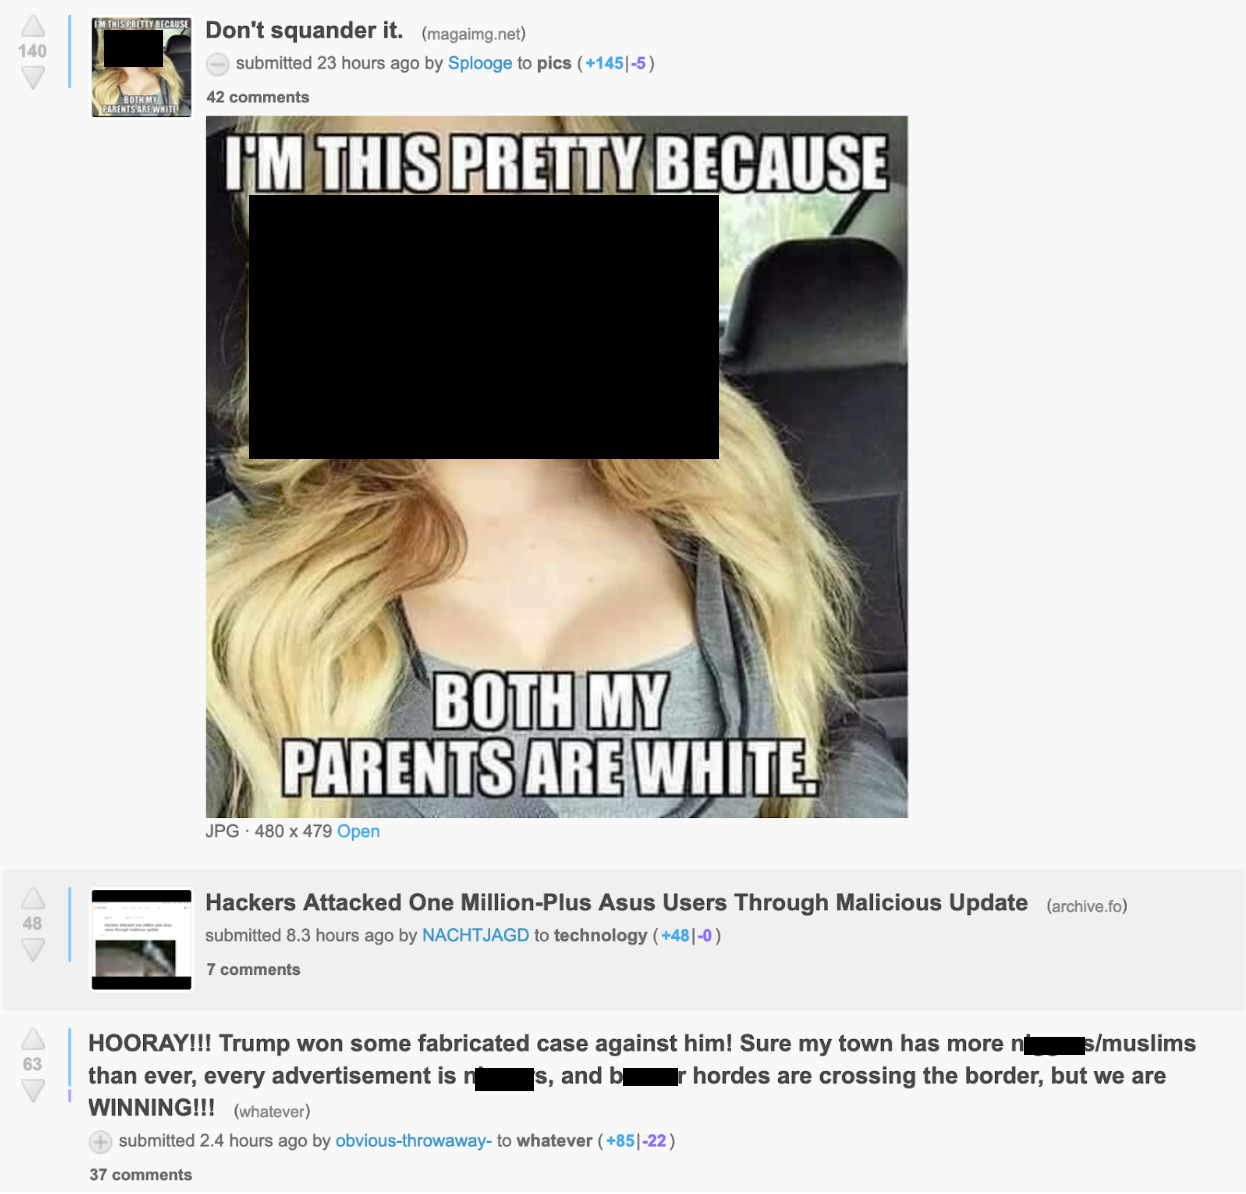 140
I'M THIS PRETTY BECAUSE
BOTH MY
PARENTS ARE WHITE.
Don't squander it. (magaimg.net)
submitted 23 hours ago by Splooge to pics (+145|-5)
42 comments
I'M THIS PRETTY BECAUSE
BOTH MY
PARENTS ARE WHITE.
JPG · 480 x 479 Open
48
Hackers Attacked One Million-Plus Asus Users Through Malicious Update (archive.fo)
submitted 8.3 hours ago by NACHTJAGD to technology (+48|-0)
7 comments
63
HOORAY!!! Trump won some fabricated case against him! Sure my town has more n s/muslims
than ever, every advertisement is n s, and b r hordes are crossing the border, but we are
WINNING!!! (whatever)
submitted 2.4 hours ago by obvious-throwaway- to whatever (+85|-22)
37 comments